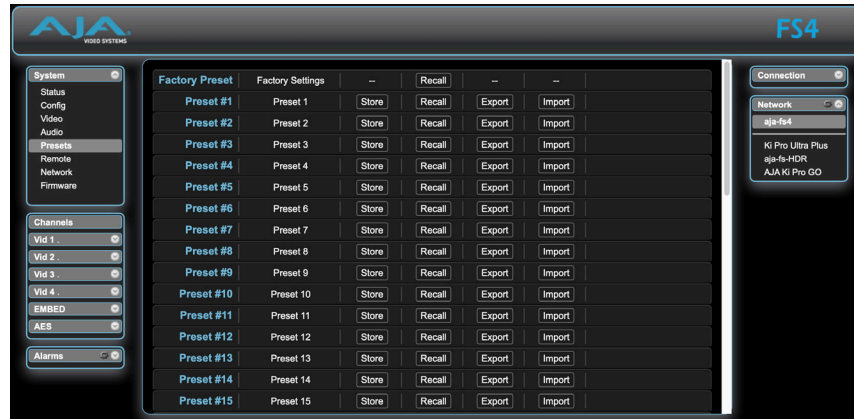 AJA
VIDEO SYSTEMS
FS4
System
Status
Config
Video
Audio
Presets
Remote
Network
Firmware
Channels
Vid 1 .
Vid 2 .
Vid 3 .
Vid 4 .
EMBED
AES
Alarms
Factory Preset Factory Settings -- Recall -- --
Preset #1 Preset 1 Store Recall Export Import
Preset #2 Preset 2 Store Recall Export Import
Preset #3 Preset 3 Store Recall Export Import
Preset #4 Preset 4 Store Recall Export Import
Preset #5 Preset 5 Store Recall Export Import
Preset #6 Preset 6 Store Recall Export Import
Preset #7 Preset 7 Store Recall Export Import
Preset #8 Preset 8 Store Recall Export Import
Preset #9 Preset 9 Store Recall Export Import
Preset #10 Preset 10 Store Recall Export Import
Preset #11 Preset 11 Store Recall Export Import
Preset #12 Preset 12 Store Recall Export Import
Preset #13 Preset 13 Store Recall Export Import
Preset #14 Preset 14 Store Recall Export Import
Preset #15 Preset 15 Store Recall Export Import
Connection
Network
aja-fs4
Ki Pro Ultra Plus
aja-fs-HDR
AJA Ki Pro GO